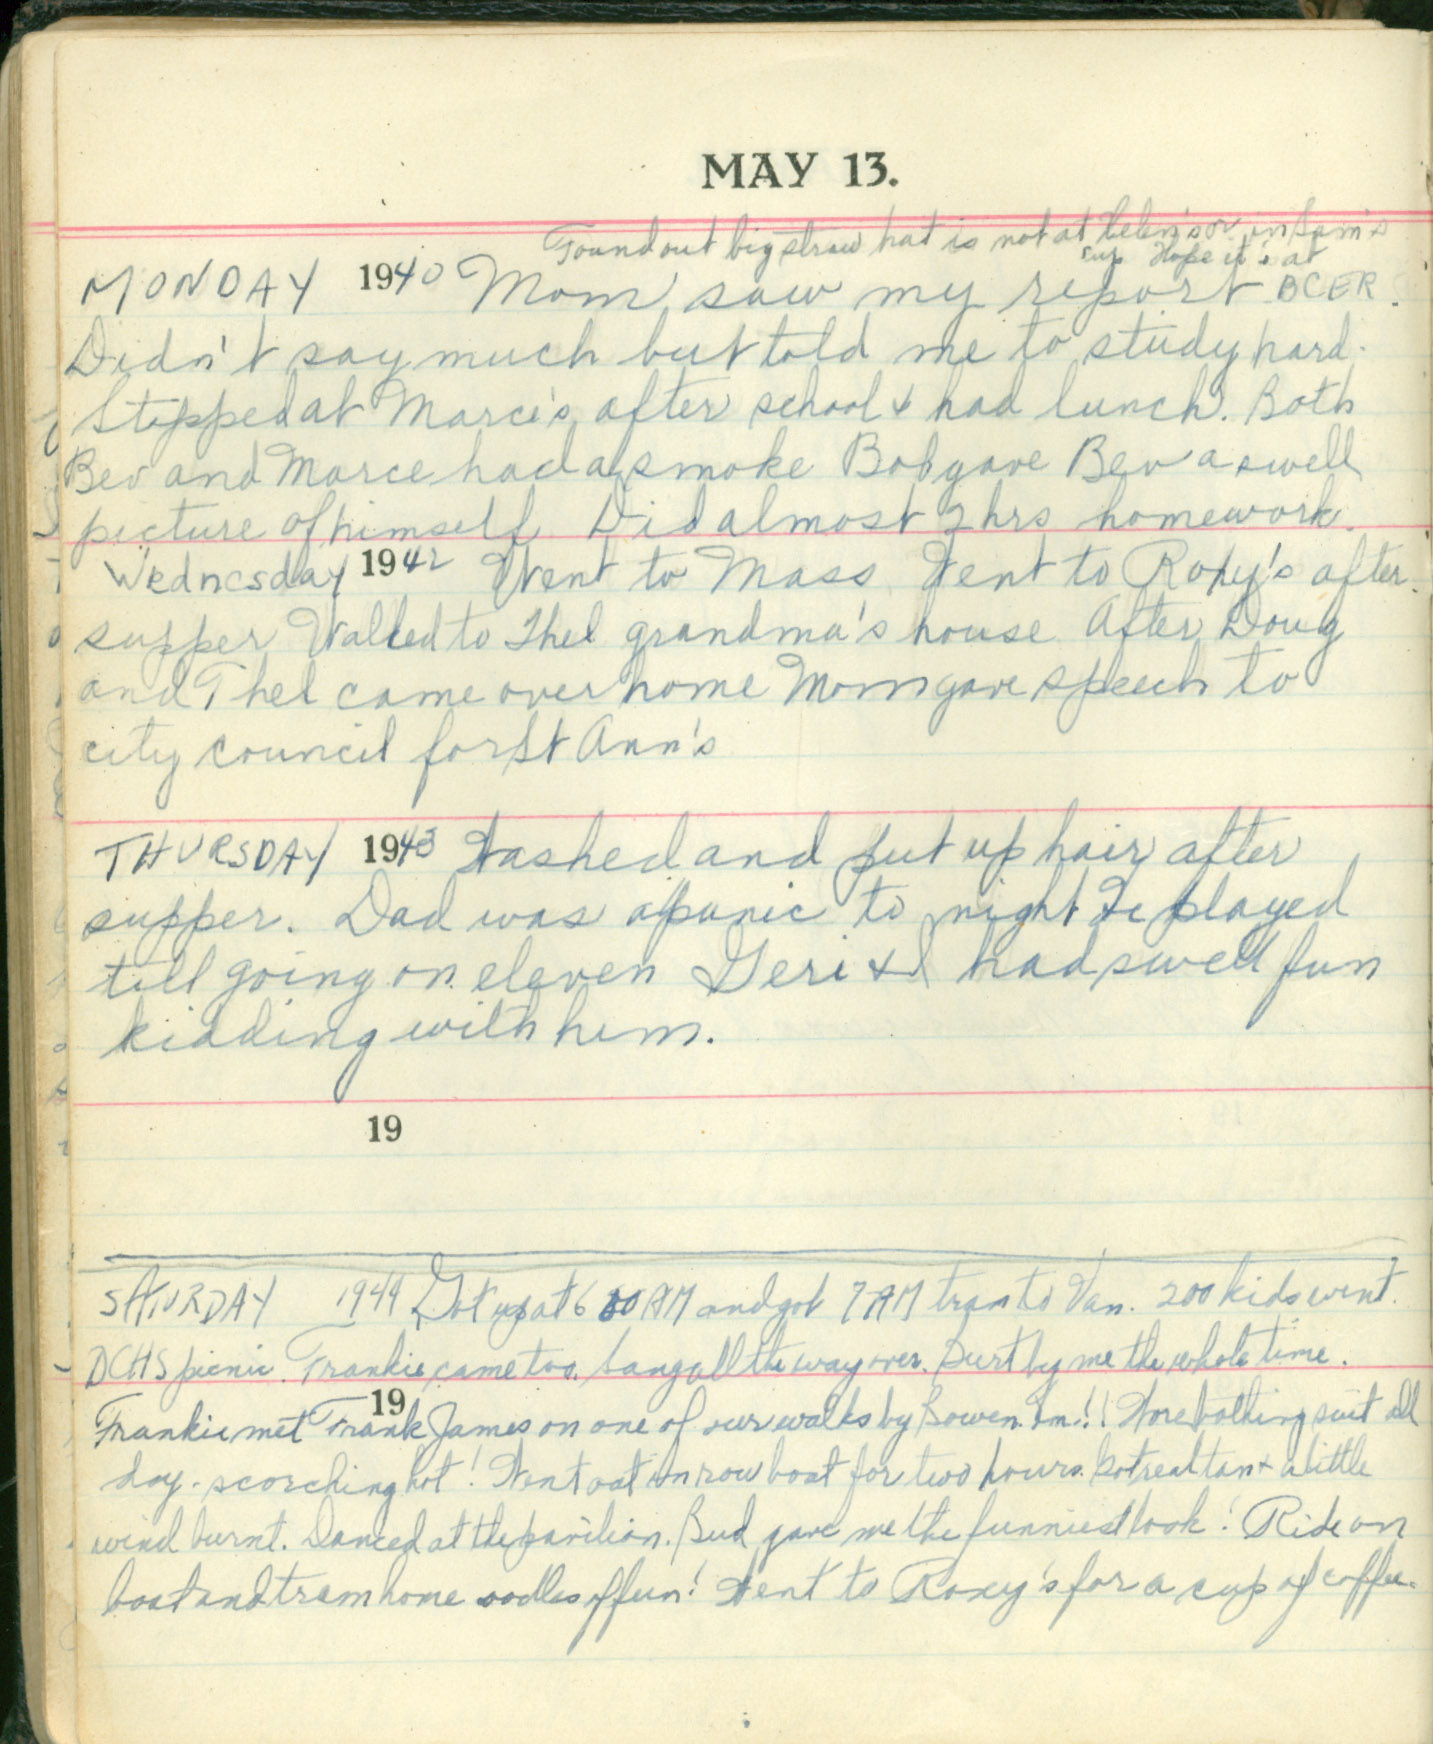 MAY 13.
Found out big straw hat is not at Helen's or in Sam's
car Hope it's at
MONDAY 1940 Mom saw my report BCER.
Didn't say much but told me to study hard.
Stopped at Marce's after school & had lunch. Both
Bev and Marce had a smoke Bob gave Bev a swell
picture of himself. Did almost 2 hrs homework.
Wednesday 1942 Went to Mass. Went to Roxy's after
supper Walked to Thel grandma's house After Doug
and Thel came over home Mom gave speech to
city council for St Ann's
THURSDAY 1943 Washed and put up hair after
supper. Dad was a panic to night He played
till going on eleven Geri & I had swell fun
kidding with him.
19
SATURDAY 1944 Got up at 6 AM and got 7 AM tram to Van. 200 kids went.
DCHS picnic. Frankie came too. Sang all the way over. Burt by me the whole time.
19
Frankie met Frank James on one of our walks by Bowen Inn!! Wore bathing suit all
day - scorching hot! Went out in row boat for two hours. Got real tan & a little
wind burnt. Danced at the pavilion. Bud gave me the funniest look! Ride on
boat and tram home oodles of fun! Went to Roxy's for a cup of coffee.